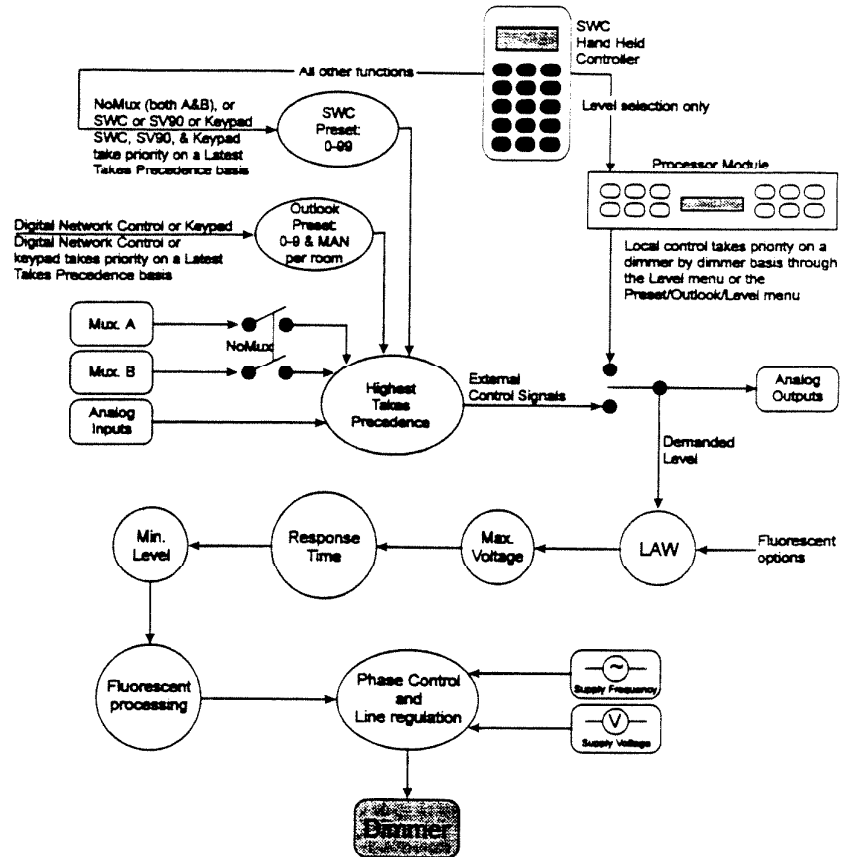 SWC
Hand Held
Controller
All other functions
Level selection only
NoMux (both A&B), or
SWC or SV90 or Keypad
SWC, SV90, & Keypad
take priority on a Latest
Takes Precedence basis
SWC
Preset:
0-99
Processor Module
Digital Network Control or Keypad
Digital Network Control or
keypad takes priority on a Latest
Takes Precedence basis
Outlook
Preset:
0-9 & MAN
per room
Local control takes priority on a
dimmer by dimmer basis through
the Level menu or the
Preset/Outlook/Level menu
Mux. A
NoMux
Mux. B
Analog
Inputs
Highest
Takes
Precedence
External
Control Signals
Analog
Outputs
Demanded
Level
Min.
Level
Response
Time
Max.
Voltage
LAW
Fluorescent
options
Fluorescent
processing
Phase Control
and
Line regulation
~
Supply Frequency
V
Supply Voltage
Dimmer